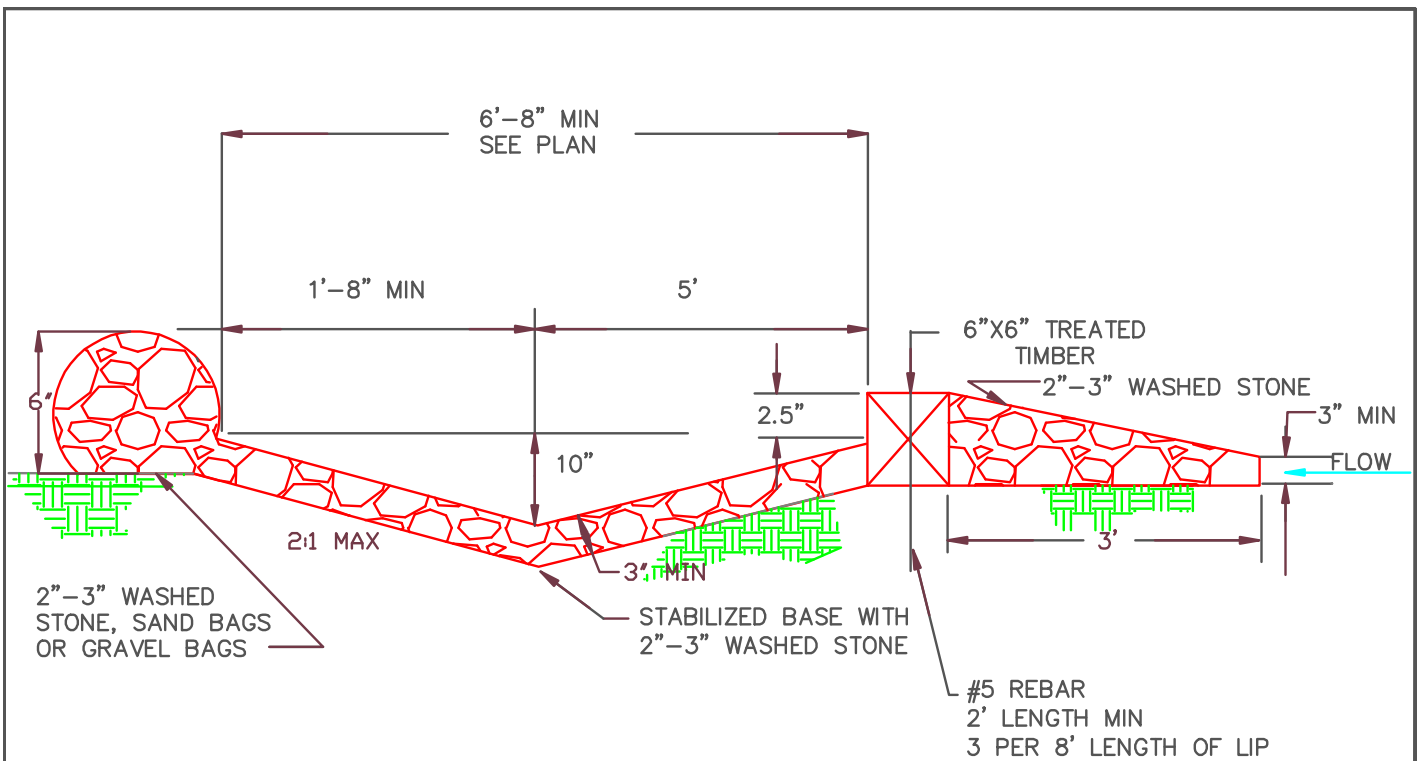 6'-8" MIN
SEE PLAN
1'-8" MIN
5'
6"X6" TREATED
TIMBER
2"-3" WASHED STONE
6"
2.5"
3" MIN
10"
FLOW
2:1 MAX
3'
3" MIN
2"-3" WASHED
STONE, SAND BAGS
OR GRAVEL BAGS
STABILIZED BASE WITH
2"-3" WASHED STONE
#5 REBAR
2' LENGTH MIN
3 PER 8' LENGTH OF LIP